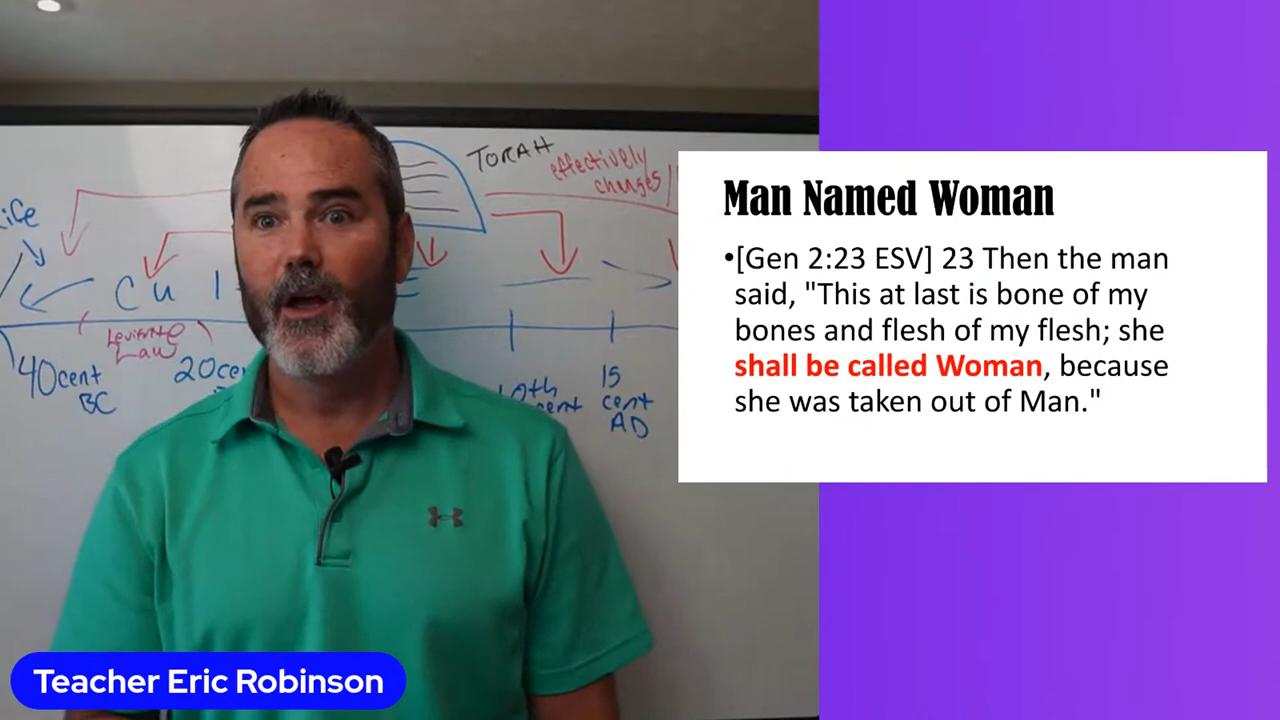 TORAH
effectively
changes/
Cu
Levirate
Law
40cent
BC
15
cent
AD
Man Named Woman
•[Gen 2:23 ESV] 23 Then the man
said, "This at last is bone of my
bones and flesh of my flesh; she
shall be called Woman, because
she was taken out of Man."
Teacher Eric Robinson